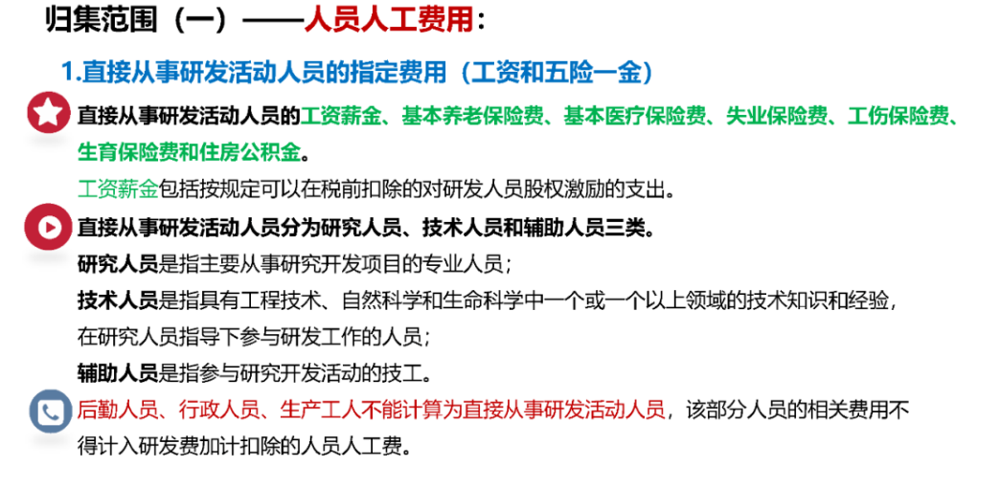 归集范围（一）——人员人工费用：
1.直接从事研发活动人员的指定费用（工资和五险一金）
直接从事研发活动人员的工资薪金、基本养老保险费、基本医疗保险费、失业保险费、工伤保险费、
生育保险费和住房公积金。
工资薪金包括按规定可以在税前扣除的对研发人员股权激励的支出。
直接从事研发活动人员分为研究人员、技术人员和辅助人员三类。
研究人员是指主要从事研究开发项目的专业人员；
技术人员是指具有工程技术、自然科学和生命科学中一个或一个以上领域的技术知识和经验，
在研究人员指导下参与研发工作的人员；
辅助人员是指参与研究开发活动的技工。
后勤人员、行政人员、生产工人不能计算为直接从事研发活动人员，该部分人员的相关费用不
得计入研发费加计扣除的人员人工费。